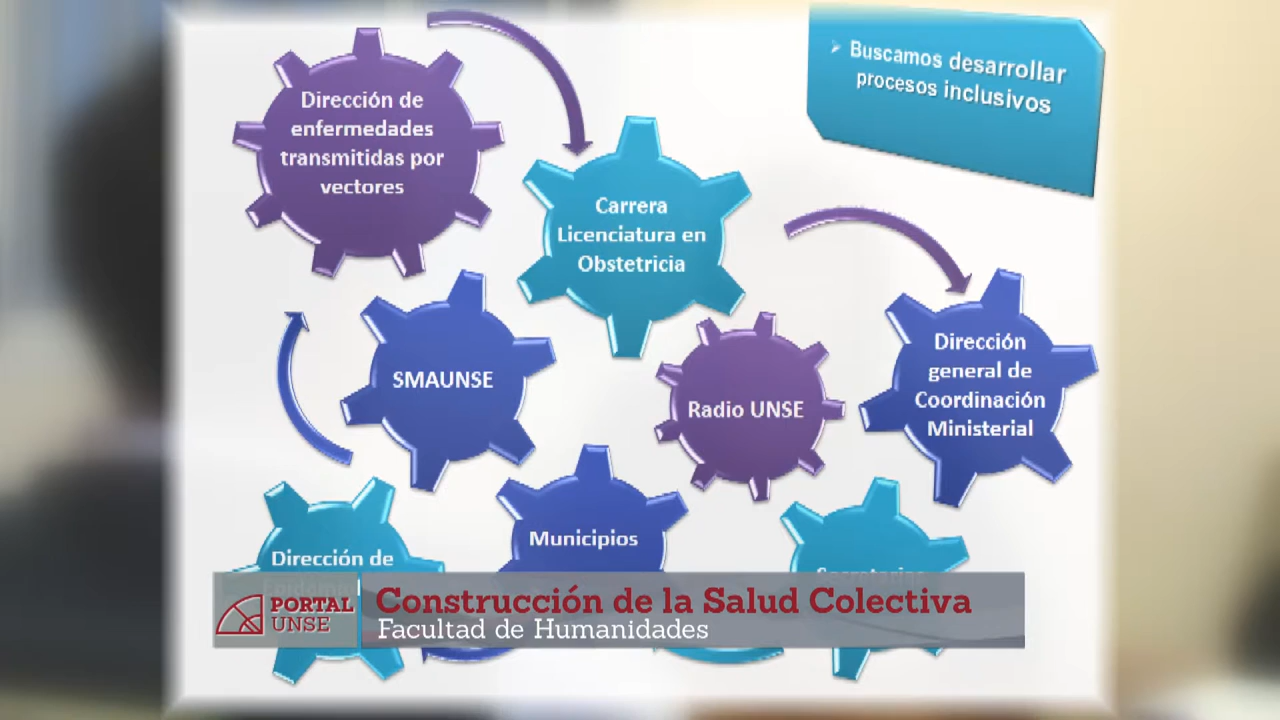 Dirección de
enfermedades
transmitidas por
vectores
Buscamos desarrollar
procesos inclusivos
Carrera
Licenciatura en
Obstetricia
SMAUNSE
Radio UNSE
Dirección
general de
Coordinación
Ministerial
Dirección de
Municipios
PORTAL
UNSE
Construcción de la Salud Colectiva
Facultad de Humanidades